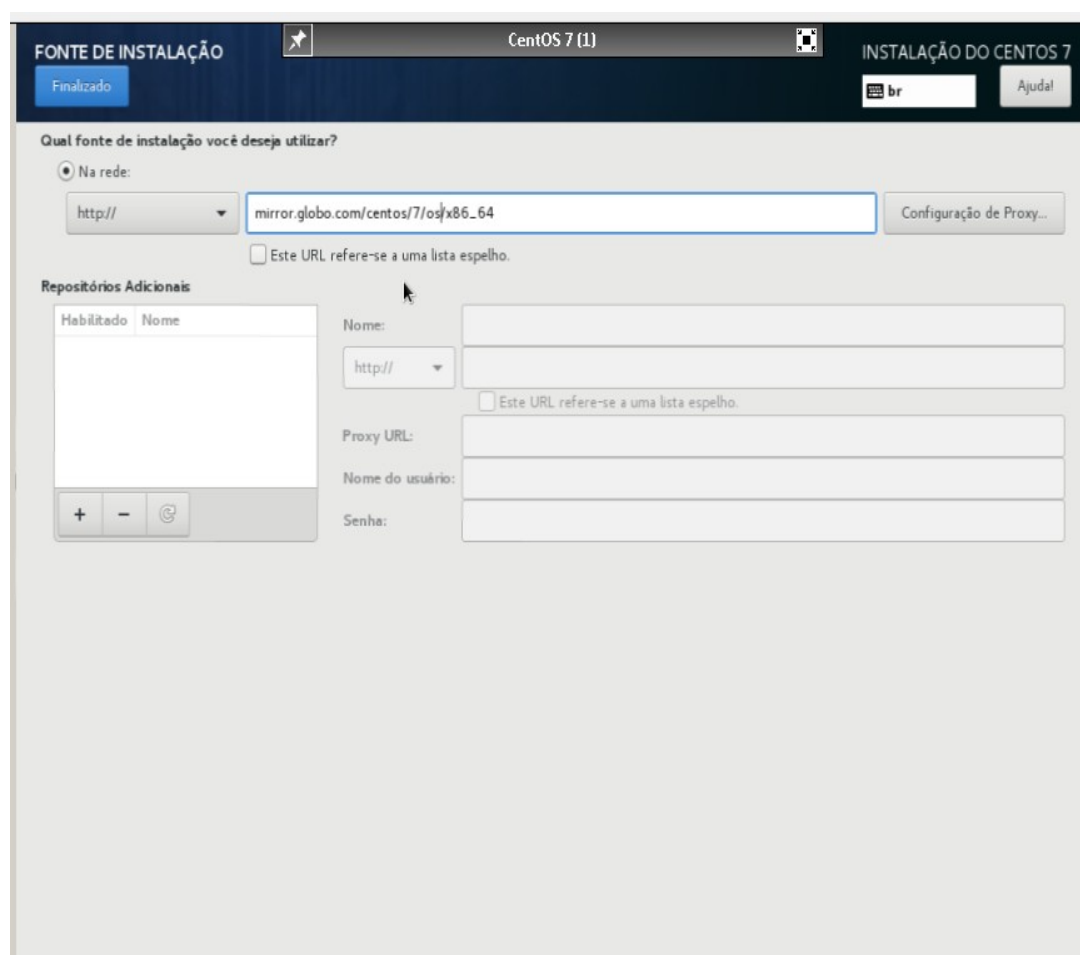 CentOS 7 (1)
FONTE DE INSTALAÇÃO
INSTALAÇÃO DO CENTOS 7
Finalizado
br
Ajuda!
Qual fonte de instalação você deseja utilizar?
Na rede:
http://
mirror.globo.com/centos/7/os/x86_64
Configuração de Proxy...
Este URL refere-se a uma lista espelho.
Repositórios Adicionais
Habilitado Nome
Nome:
http://
Este URL refere-se a uma lista espelho.
Proxy URL:
Nome do usuário:
Senha: